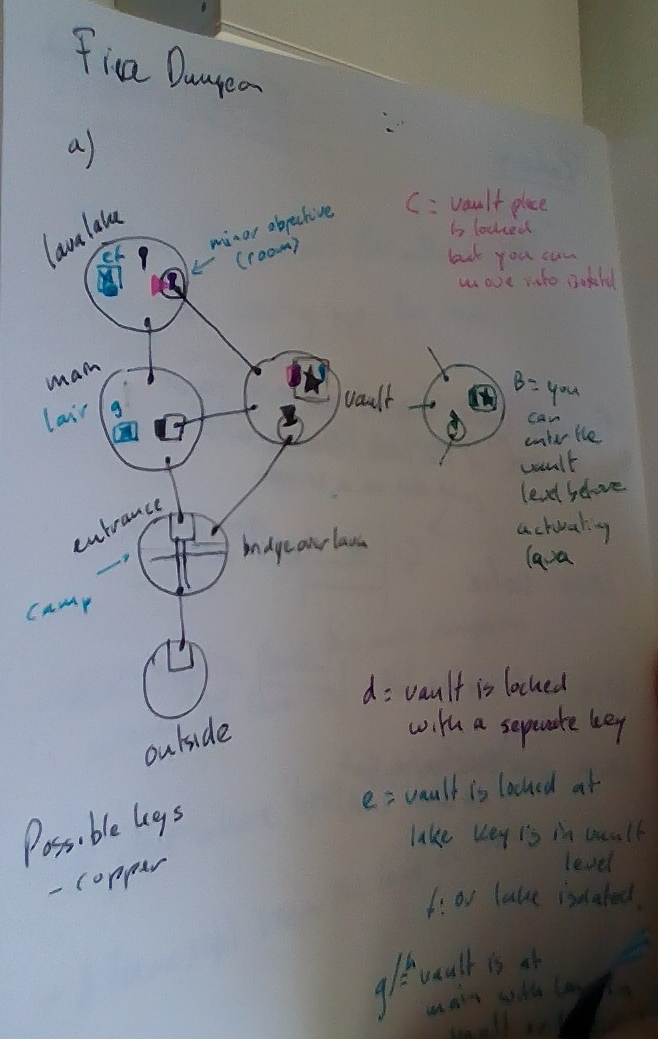 Fire Dungeon
a)
lavalake
ef
minor objective
(room)
C = vault place
is locked
but you can
move into isolated
main
lair
g
vault
B = you
can
enter the
vault
level before
activating
lava
entrance
bridge over lava
camp
outside
d = vault is locked
with a separate key
Possible keys
- copper
e = vault is locked at
lake key is in vault
level
f: or lake isolated
g/h = vault is at
main with
vault